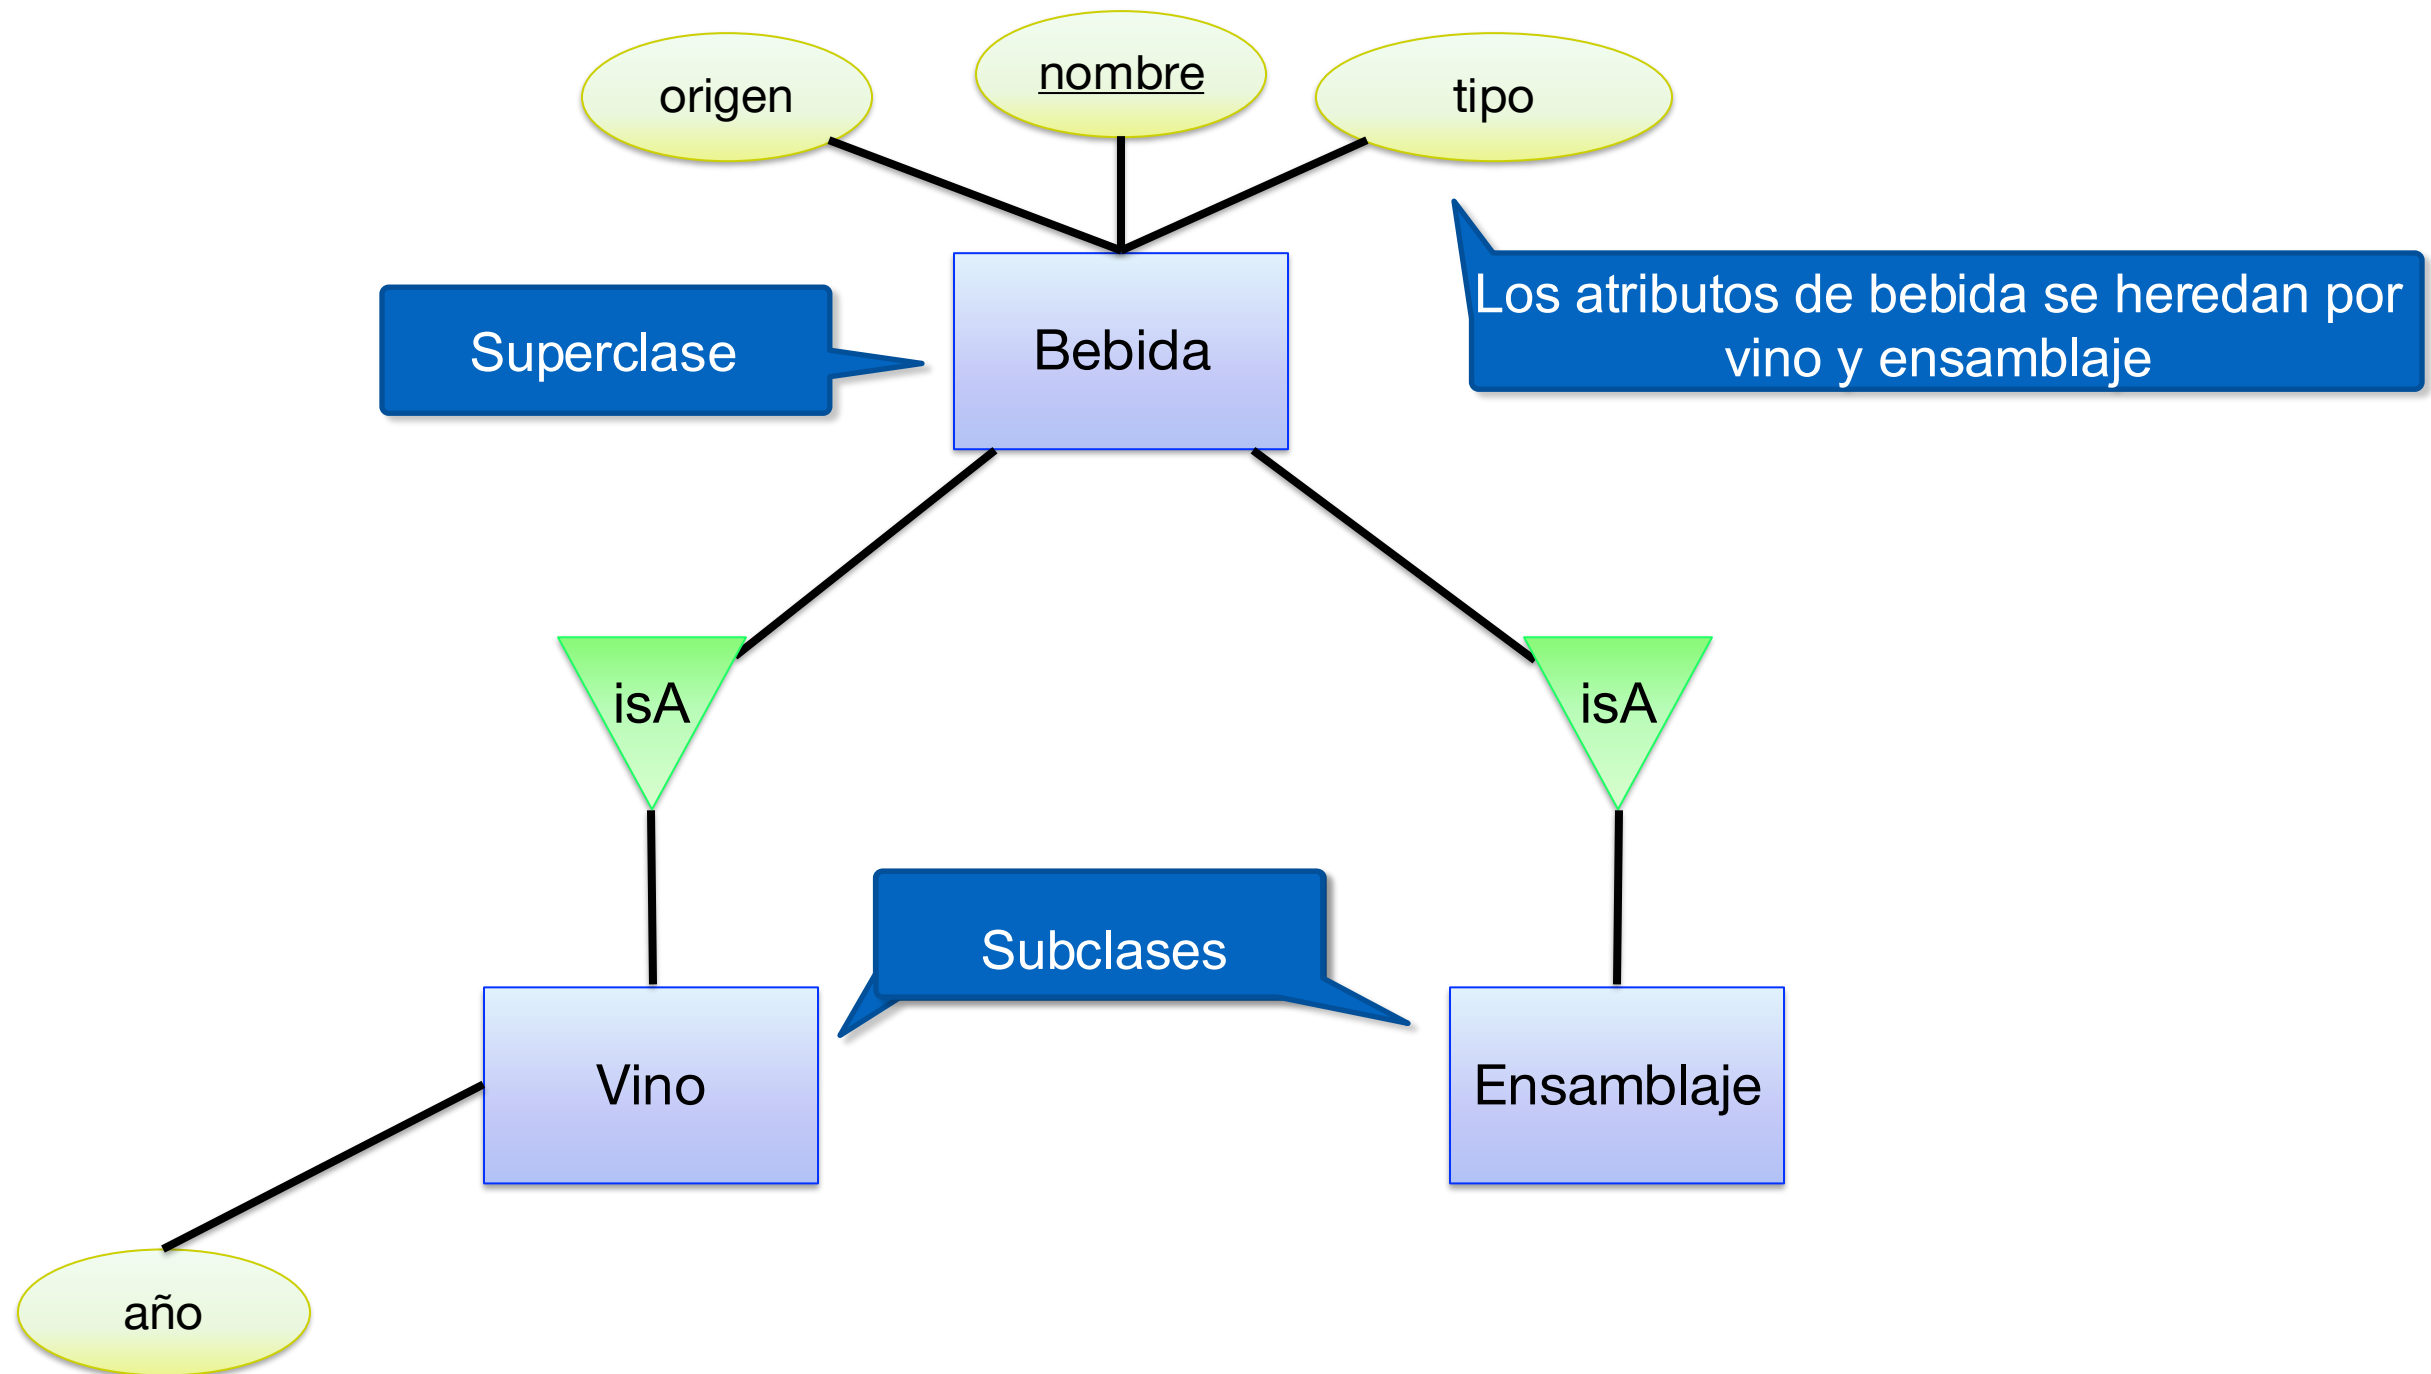 origen
nombre
tipo
Superclase
Bebida
Los atributos de bebida se heredan por
vino y ensamblaje
isA
isA
Subclases
Vino
Ensamblaje
año